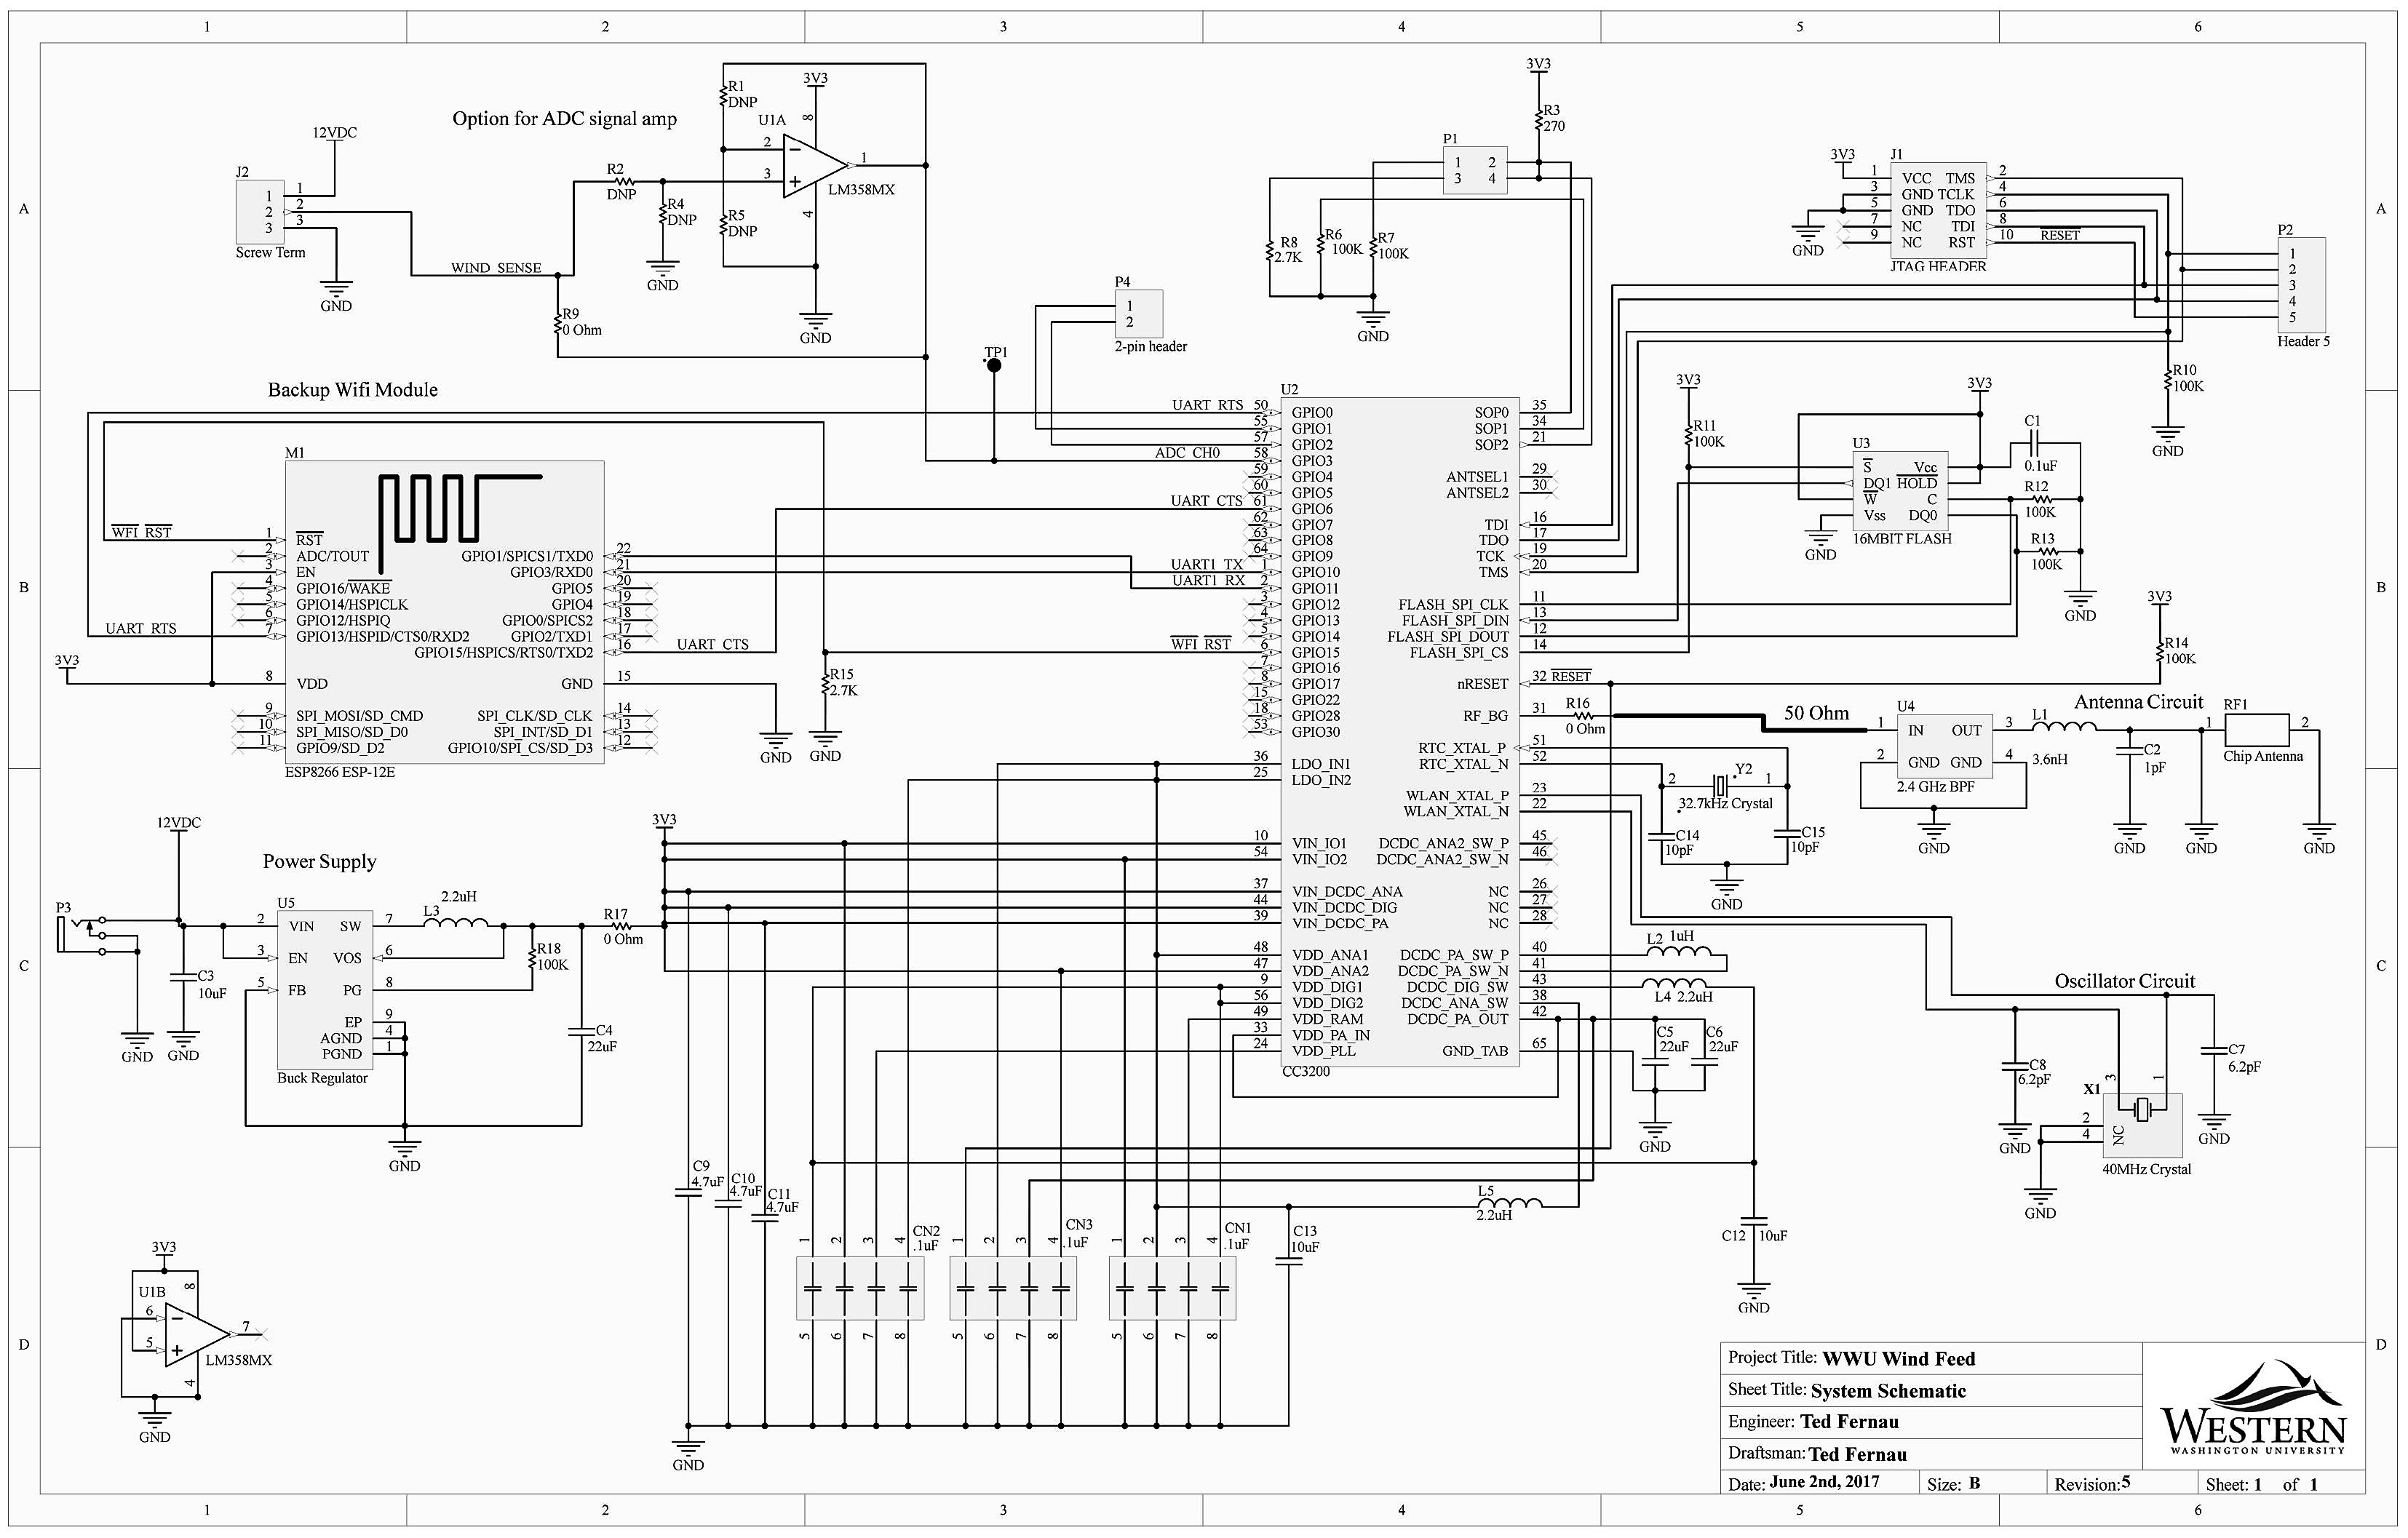 1 2 3 4 5 6
A
B
C
D
A
B
C
D
1 2 3 4 5 6
Option for ADC signal amp
12VDC
J2
1 1
2 2
3 3
Screw Term
GND
WIND SENSE
R9
0 Ohm
R2
DNP
R4
DNP
GND
R1
DNP
R5
DNP
3V3
U1A
8
2
3
1
4
LM358MX
GND
TP1
P4
1
2
2-pin header
3V3
R3
270
P1
1 2
3 4
R8
2.7K
R6
100K
R7
100K
GND
3V3
J1
1 VCC TMS 2
3 GND TCLK 4
5 GND TDO 6
7 NC TDI 8
9 NC RST 10
RESET
JTAG HEADER
GND
P2
1
2
3
4
5
Header 5
R10
100K
GND
Backup Wifi Module
M1
WFI RST
UART RTS
3V3
1 RST
2 ADC/TOUT
3 EN
4 GPIO16/WAKE
5 GPIO14/HSPICLK
6 GPIO12/HSPIQ
7 GPIO13/HSPID/CTS0/RXD2
8 VDD
9 SPI_MOSI/SD_CMD
10 SPI_MISO/SD_D0
11 GPIO9/SD_D2
GPIO1/SPICS1/TXD0 22
GPIO3/RXD0 21
GPIO5 20
GPIO4 19
GPIO0/SPICS2 18
GPIO2/TXD1 17
GPIO15/HSPICS/RTS0/TXD2 16
GND 15
SPI_CLK/SD_CLK 14
SPI_INT/SD_D1 13
GPIO10/SPI_CS/SD_D3 12
ESP8266 ESP-12E
UART CTS
GND
R15
2.7K
GND
U2
UART RTS 50 GPIO0
55 GPIO1
57 GPIO2
ADC CH0 58 GPIO3
59 GPIO4
60 GPIO5
UART CTS 61 GPIO6
62 GPIO7
63 GPIO8
64 GPIO9
UART1 TX 1 GPIO10
UART1 RX 2 GPIO11
3 GPIO12
4 GPIO13
5 GPIO14
WFI RST 6 GPIO15
7 GPIO16
8 GPIO17
15 GPIO22
18 GPIO28
53 GPIO30
36 LDO_IN1
25 LDO_IN2
10 VIN_IO1
54 VIN_IO2
37 VIN_DCDC_ANA
44 VIN_DCDC_DIG
39 VIN_DCDC_PA
48 VDD_ANA1
47 VDD_ANA2
9 VDD_DIG1
56 VDD_DIG2
49 VDD_RAM
33 VDD_PA_IN
24 VDD_PLL
SOP0 35
SOP1 34
SOP2 21
ANTSEL1 29
ANTSEL2 30
TDI 16
TDO 17
TCK 19
TMS 20
FLASH_SPI_CLK 11
FLASH_SPI_DIN 13
FLASH_SPI_DOUT 12
FLASH_SPI_CS 14
nRESET 32 RESET
RF_BG 31
RTC_XTAL_P 51
RTC_XTAL_N 52
WLAN_XTAL_P 23
WLAN_XTAL_N 22
DCDC_ANA2_SW_P 45
DCDC_ANA2_SW_N 46
NC 26
NC 27
NC 28
DCDC_PA_SW_P 40
DCDC_PA_SW_N 41
DCDC_DIG_SW 43
DCDC_ANA_SW 38
DCDC_PA_OUT 42
GND_TAB 65
CC3200
3V3
R11
100K
3V3
U3
S Vcc
DQ1 HOLD
W C
Vss DQ0
16MBIT FLASH
GND
C1
0.1uF
R12
100K
R13
100K
GND
3V3
R14
100K
R16
0 Ohm
50 Ohm
Antenna Circuit
U4
1 IN OUT 3
2 GND GND 4
2.4 GHz BPF
GND
L1
3.6nH
C2
1pF
GND
GND
RF1
1 2
Chip Antenna
GND
2 Y2 1
32.7kHz Crystal
C14
10pF
C15
10pF
GND
L2 1uH
L4 2.2uH
C5
22uF
C6
22uF
GND
Oscillator Circuit
C8
6.2pF
GND
C7
6.2pF
GND
X1
3
1
2
4
NC
40MHz Crystal
GND
12VDC
Power Supply
P3
GND
C3
10uF
GND
U5
2 VIN SW 7
3 EN VOS 6
5 FB PG 8
EP 9
AGND 4
PGND 1
Buck Regulator
GND
2.2uH
L3
R18
100K
C4
22uF
R17
0 Ohm
3V3
C9
4.7uF
C10
4.7uF
C11
4.7uF
GND
1 2 3 4
CN2
.1uF
5 6 7 8
1 2 3 4
CN3
.1uF
5 6 7 8
1 2 3 4
CN1
.1uF
5 6 7 8
C13
10uF
L5
2.2uH
C12 10uF
GND
3V3
U1B
8
6
5
7
4
LM358MX
GND
Project Title: WWU Wind Feed
Sheet Title: System Schematic
Engineer: Ted Fernau
Draftsman: Ted Fernau
Date: June 2nd, 2017 Size: B Revision:5 Sheet: 1 of 1
WESTERN
WASHINGTON UNIVERSITY